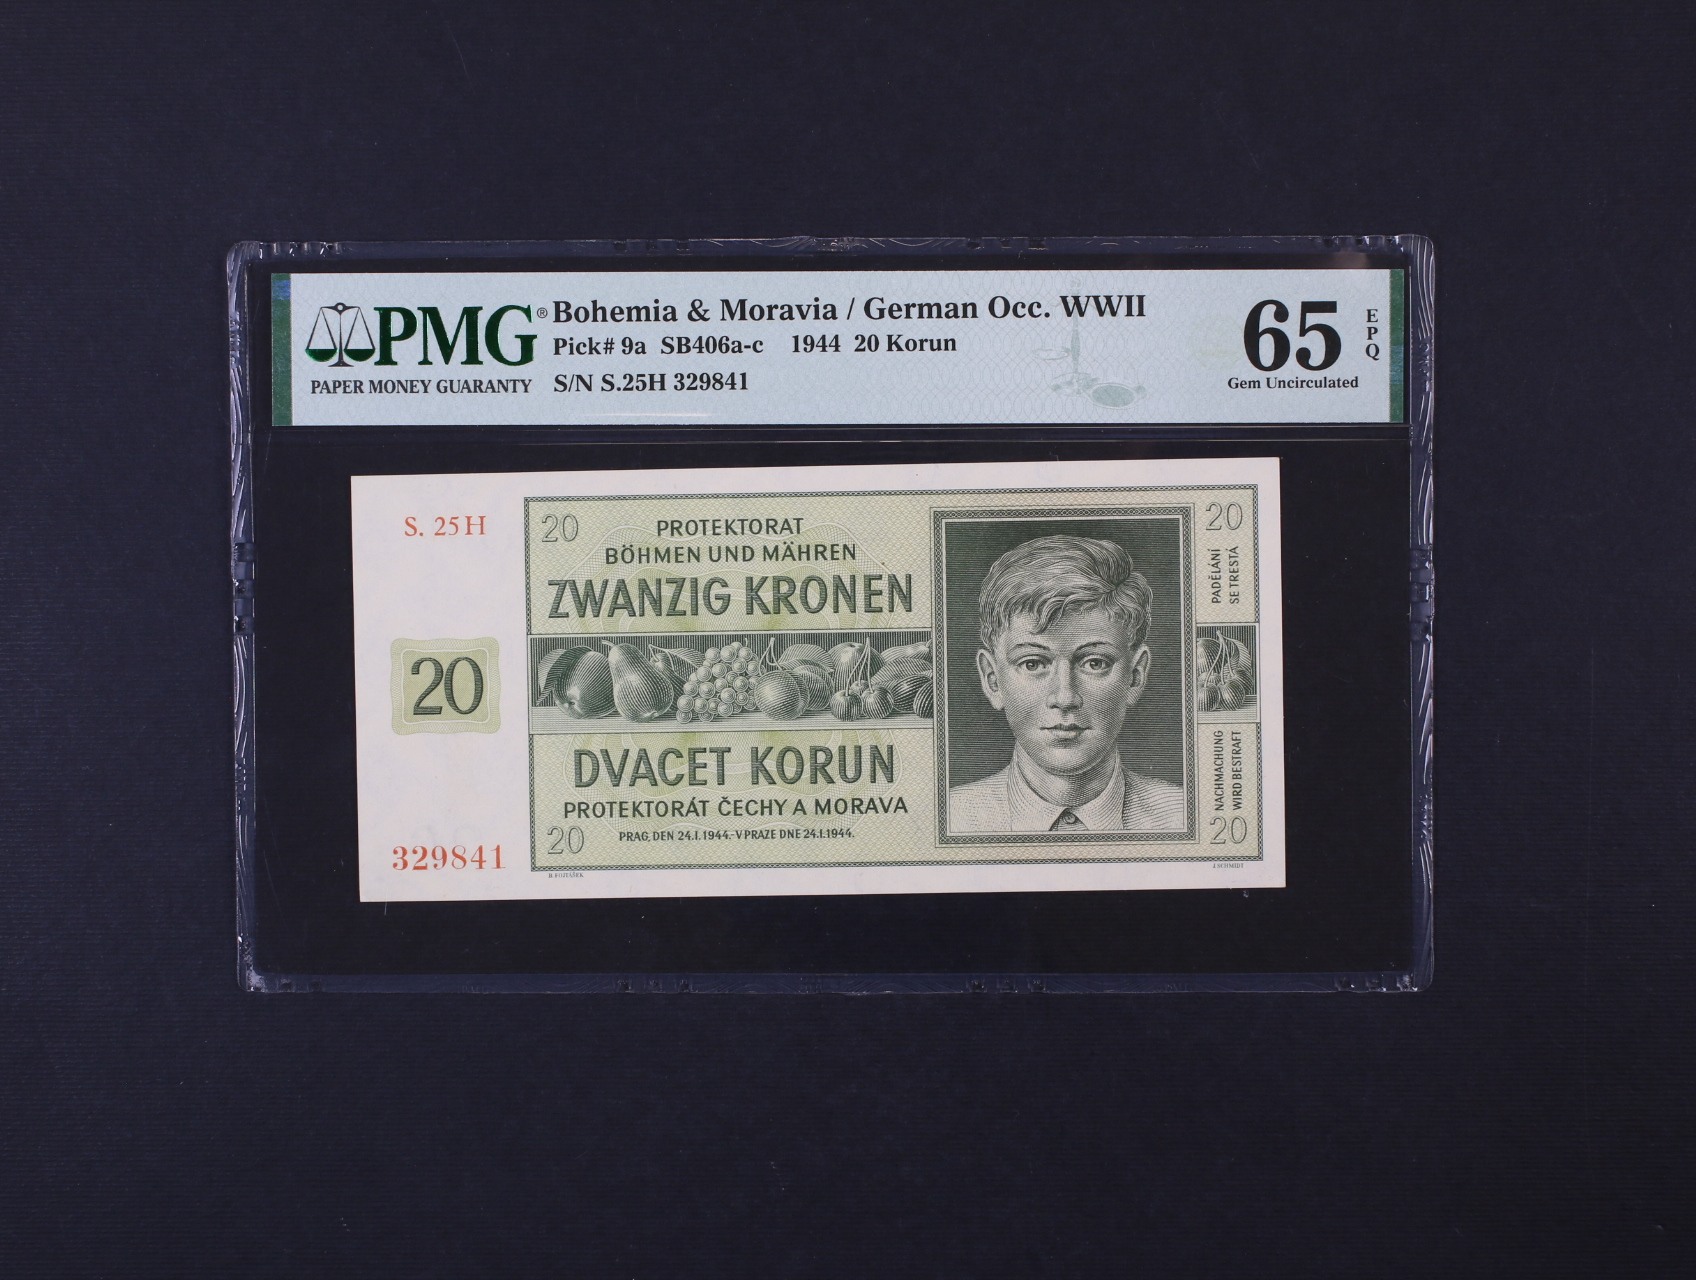 PMG®
PAPER MONEY GUARANTY
Bohemia & Moravia / German Occ. WWII
Pick# 9a SB406a-c 1944 20 Korun
S/N S.25H 329841
65
EPQ
Gem Uncirculated
S. 25H
20
PROTEKTORAT
BÖHMEN UND MÄHREN
ZWANZIG KRONEN
20
PADĚLÁNÍ
SE TRESTÁ
20
DVACET KORUN
PROTEKTORÁT ČECHY A MORAVA
PRAG, DEN 24.I.1944.-V PRAZE DNE 24.I.1944.
20
NACHMACHUNG
WIRD BESTRAFT
20
329841
J.SCHMIDT